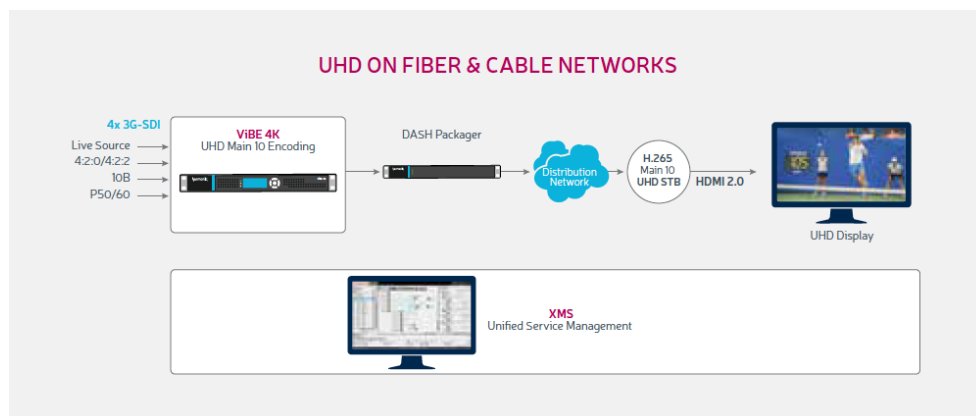 UHD ON FIBER & CABLE NETWORKS
4x 3G-SDI
Live Source
4:2:0/4:2:2
10B
P50/60
ViBE 4K
UHD Main 10 Encoding
DASH Packager
Distribution
Network
H.265
Main 10
UHD STB
HDMI 2.0
UHD Display
XMS
Unified Service Management